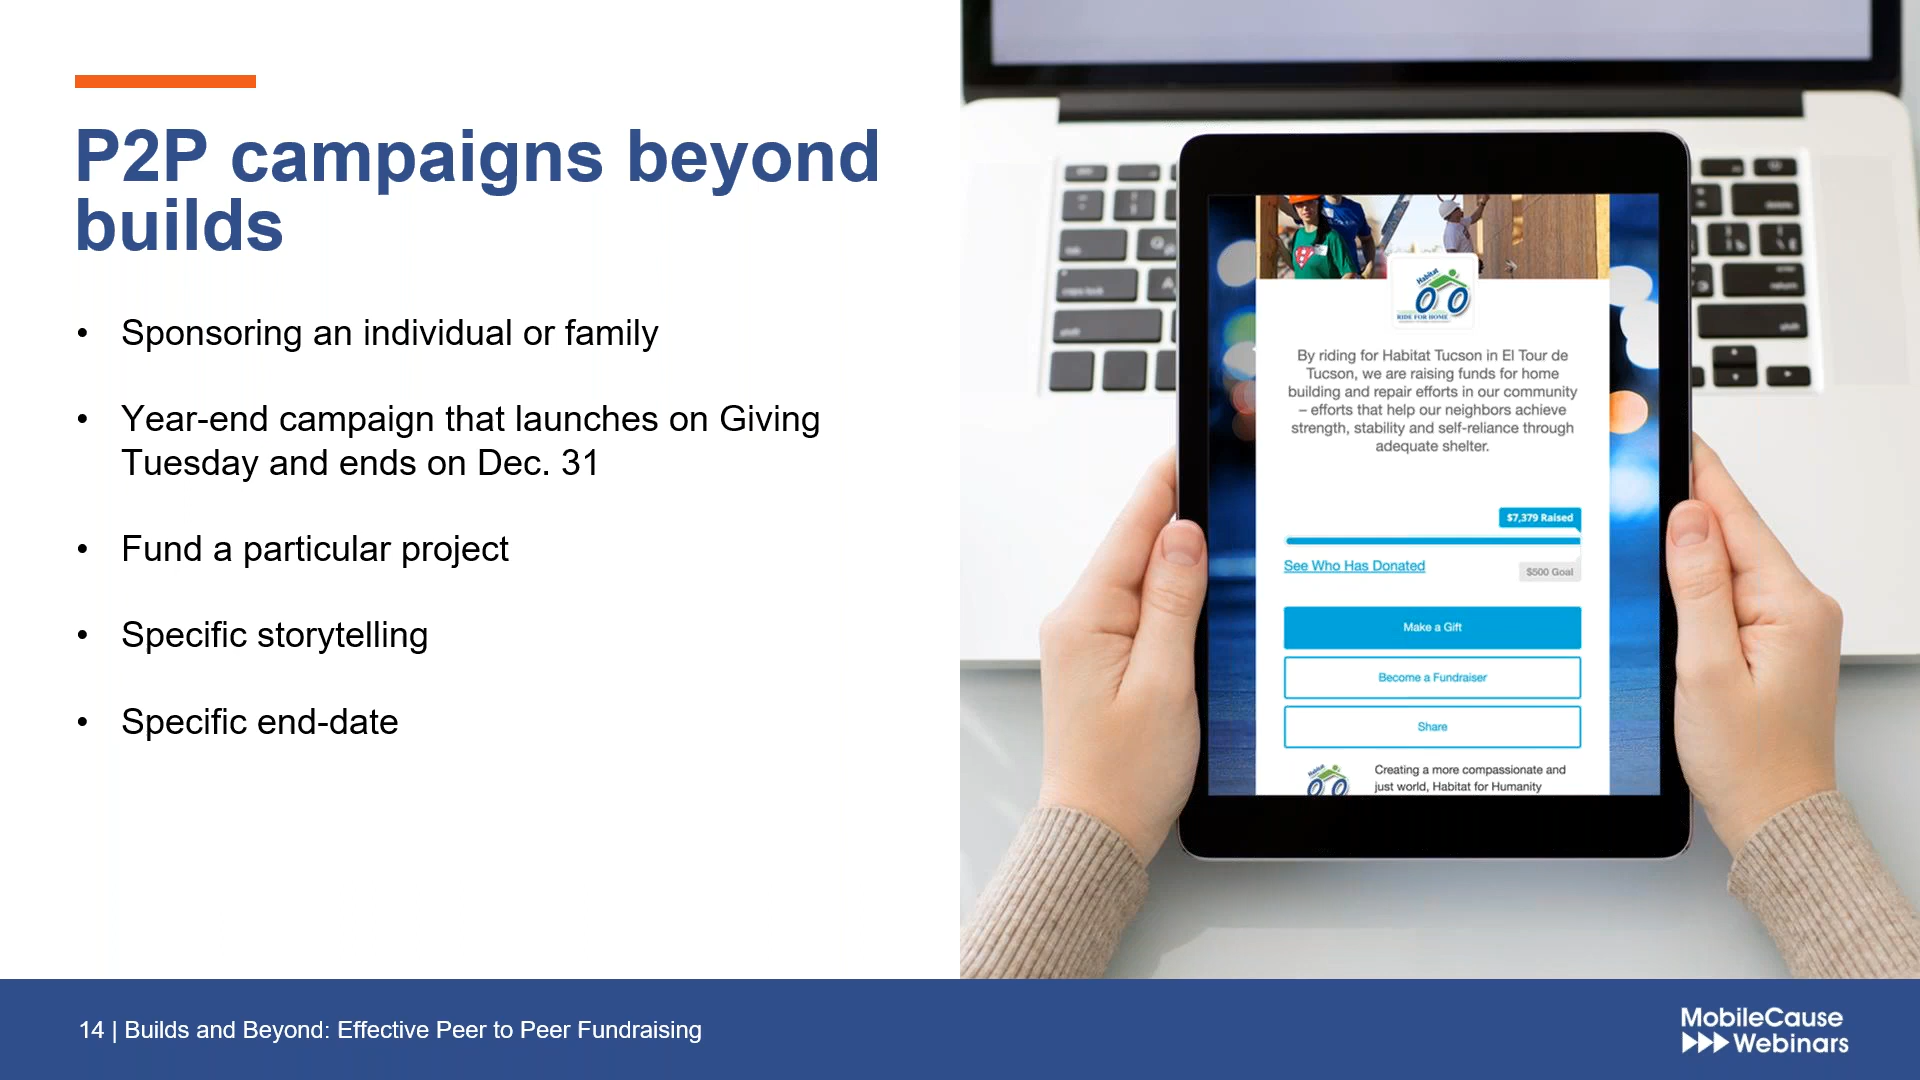 P2P campaigns beyond
builds
• Sponsoring an individual or family
• Year-end campaign that launches on Giving
Tuesday and ends on Dec. 31
• Fund a particular project
• Specific storytelling
• Specific end-date
Habitat
RIDE FOR HOME
By riding for Habitat Tucson in El Tour de
Tucson, we are raising funds for home
building and repair efforts in our community
– efforts that help our neighbors achieve
strength, stability and self-reliance through
adequate shelter.
$7,379 Raised
See Who Has Donated
$500 Goal
Make a Gift
Become a Fundraiser
Share
Habitat
Creating a more compassionate and
just world, Habitat for Humanity
14 | Builds and Beyond: Effective Peer to Peer Fundraising
MobileCause
Webinars